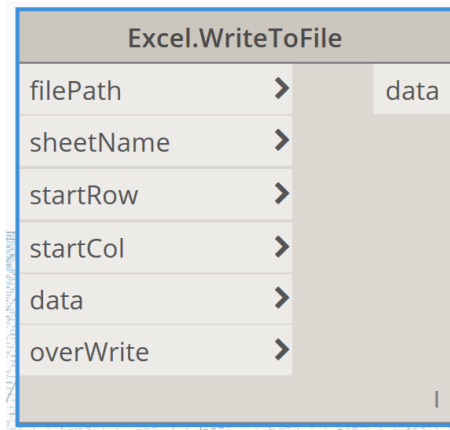 Excel.WriteToFile
filePath
data
sheetName
startRow
startCol
data
overWrite